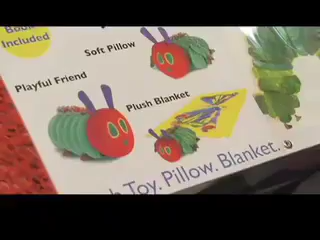 Book
Included
Soft Pillow
Playful Friend
Plush Blanket
Toy. Pillow. Blanket.